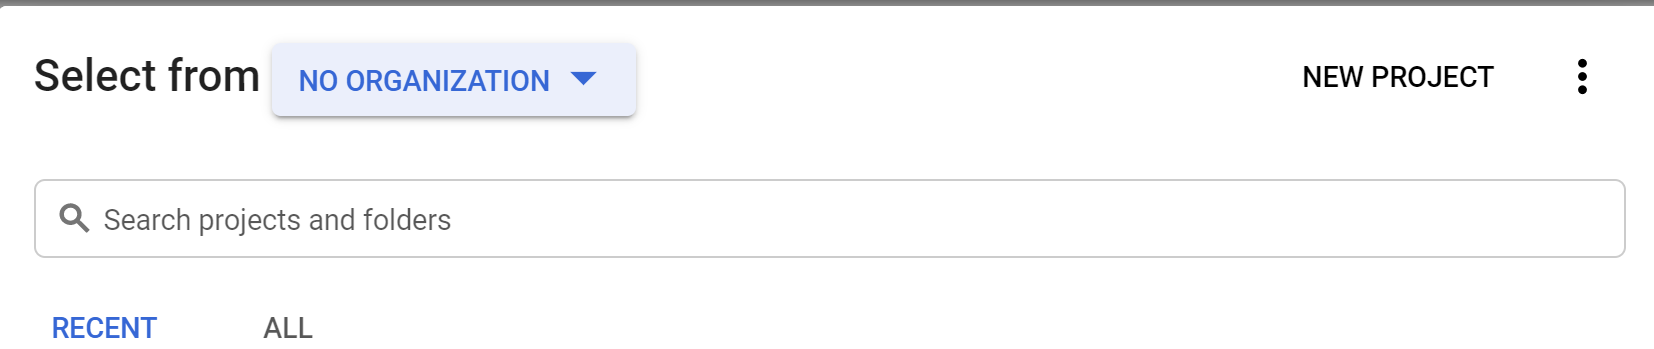 Select from NO ORGANIZATION NEW PROJECT
Search projects and folders
RECENT ALL